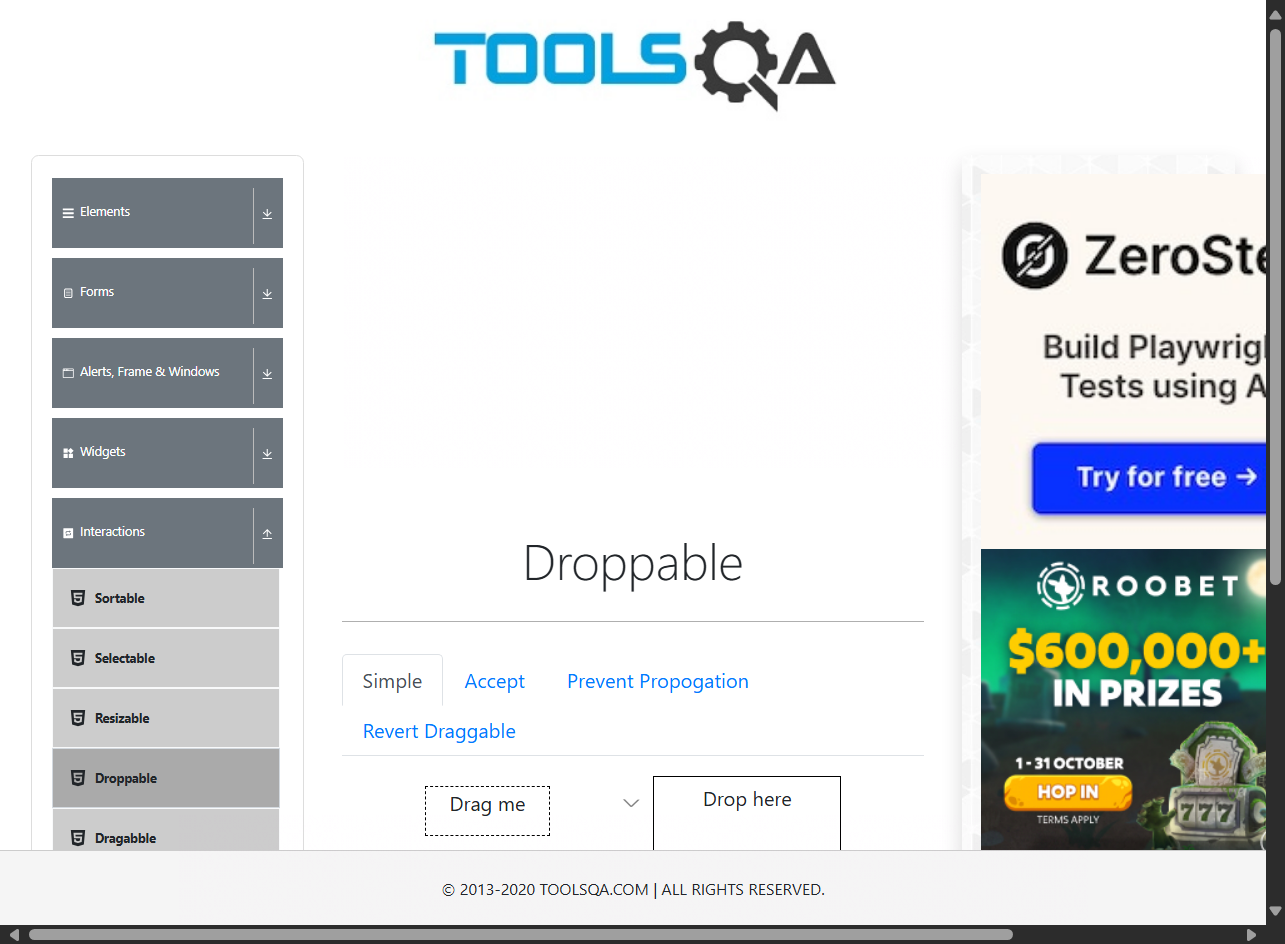 TOOLSQA
Elements
Forms
Alerts, Frame & Windows
Widgets
Interactions
Sortable
Selectable
Resizable
Droppable
Dragabble
Droppable
Simple
Accept
Prevent Propogation
Revert Draggable
Drag me
Drop here
ZeroSte
Build Playwrig
Tests using A
Try for free →
ROOBET
$600,000+
IN PRIZES
1 - 31 OCTOBER
HOP IN
TERMS APPLY
777
© 2013-2020 TOOLSQA.COM | ALL RIGHTS RESERVED.